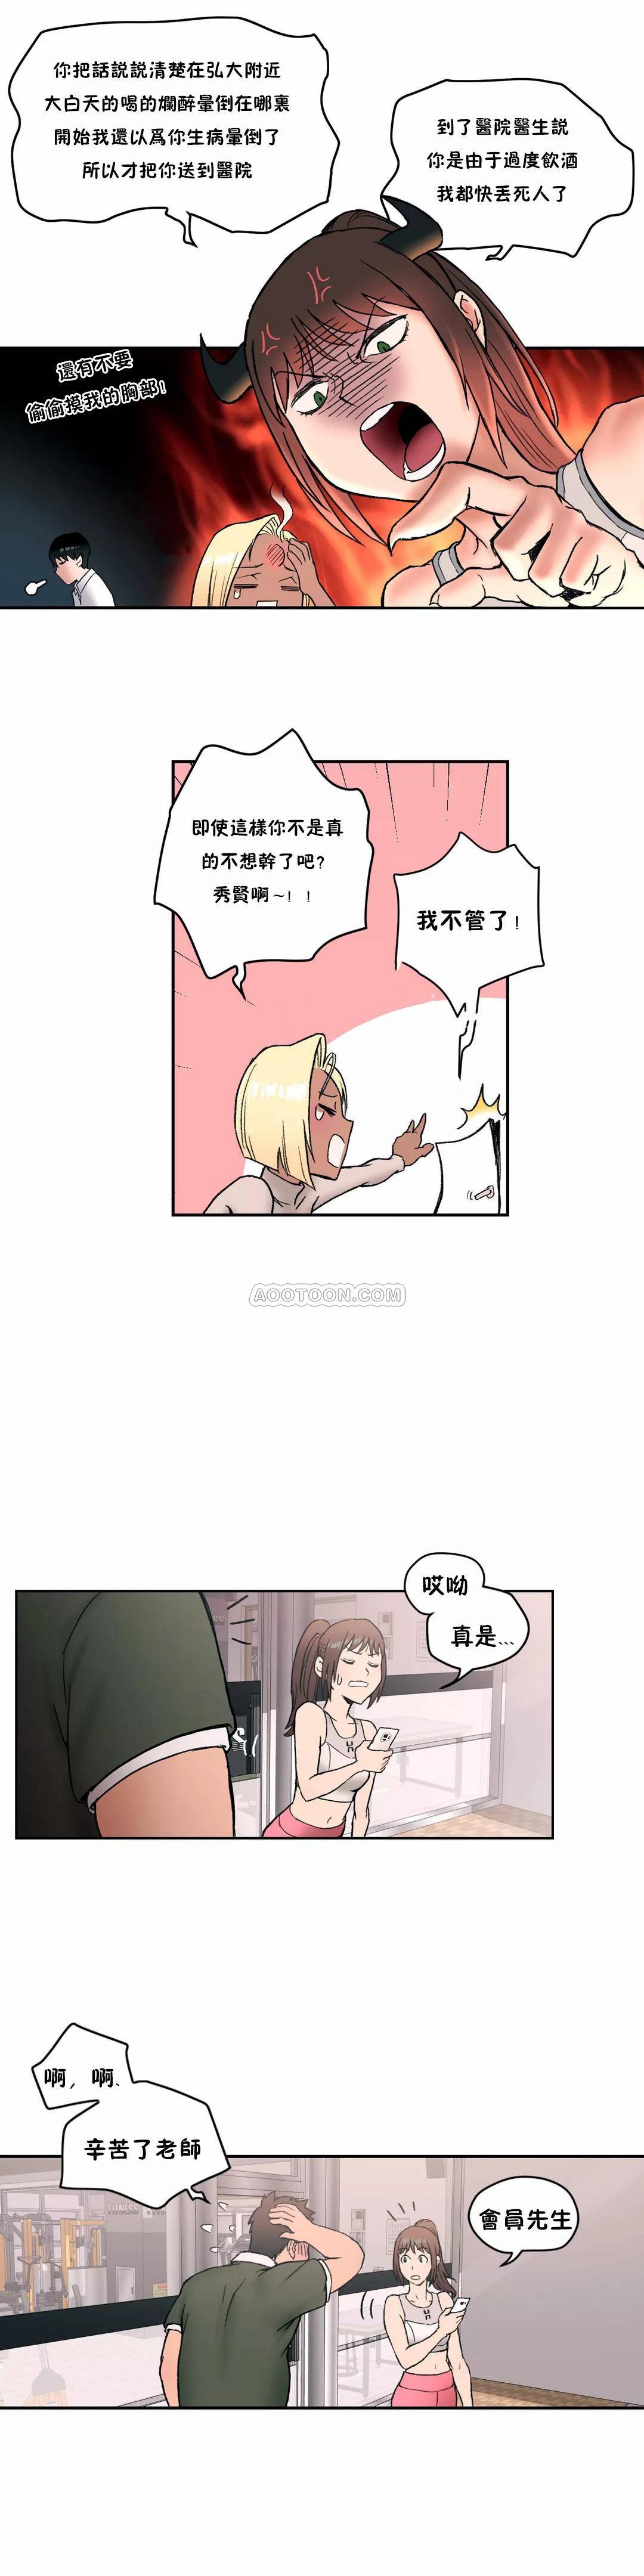 你把話説説清楚在弘大附近
大白天的喝的爛醉暈倒在哪裏
開始我還以爲你生病暈倒了
所以才把你送到醫院
到了醫院醫生説
你是由于過度飲酒
我都快丟死人了
還有不要
偷偷摸我的胸部！
即使這樣你不是真
的不想幹了吧？
秀賢啊~！！
我不管了！
AOOTOON.COM
哎呦
真是...
啊，啊.
辛苦了老師
FITNESS
會員先生